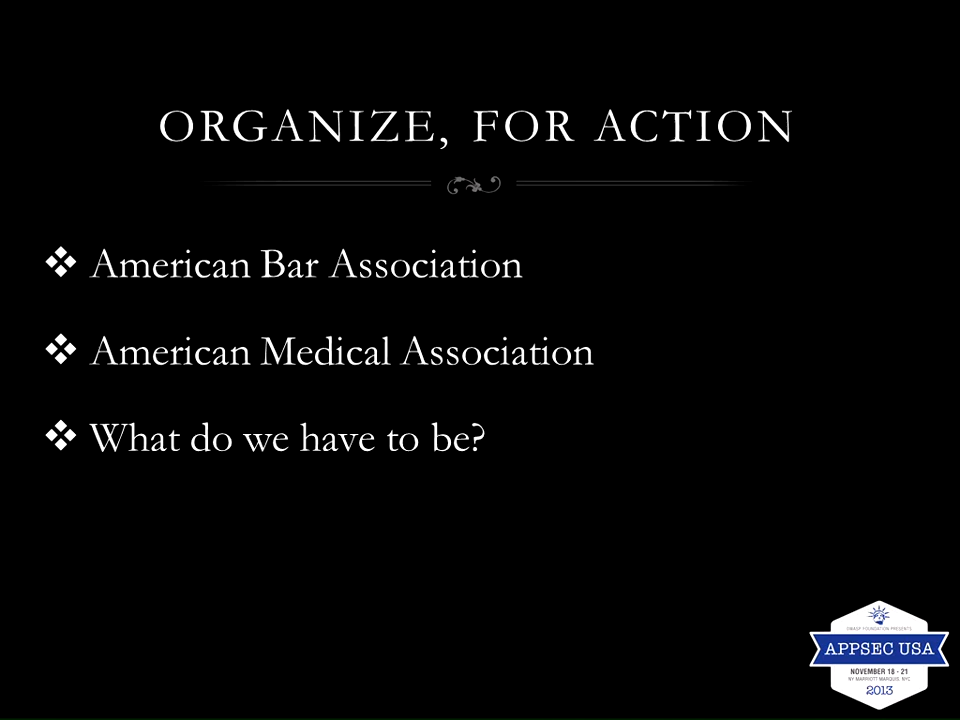 ORGANIZE, FOR ACTION
❖ American Bar Association
❖ American Medical Association
❖ What do we have to be?
OWASP FOUNDATION PRESENTS
APPSEC USA
NOVEMBER 18 - 21
NY MARRIOTT MARQUIS, NYC
2013